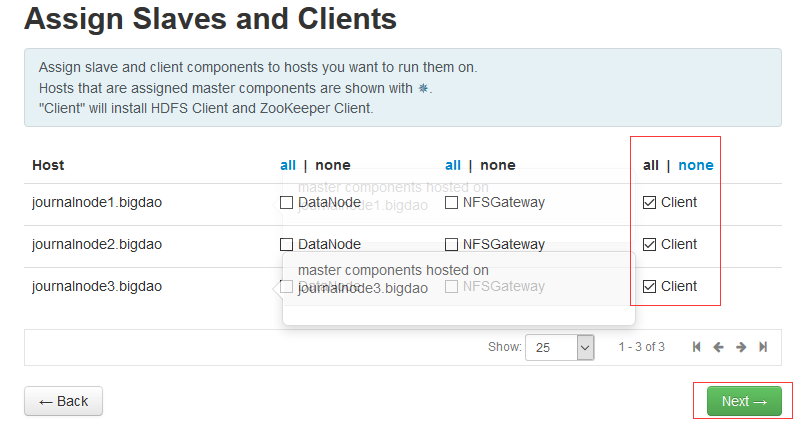 Assign Slaves and Clients
Assign slave and client components to hosts you want to run them on.
Hosts that are assigned master components are shown with ✵.
"Client" will install HDFS Client and ZooKeeper Client.
Host all | none all | none all | none
master components hosted on
journalnode1.bigdao
journalnode1.bigdao DataNode NFSGateway Client
journalnode2.bigdao DataNode NFSGateway Client
master components hosted on
journalnode3.bigdao
journalnode3.bigdao DataNode NFSGateway Client
Show: 25 1 - 3 of 3
← Back Next →